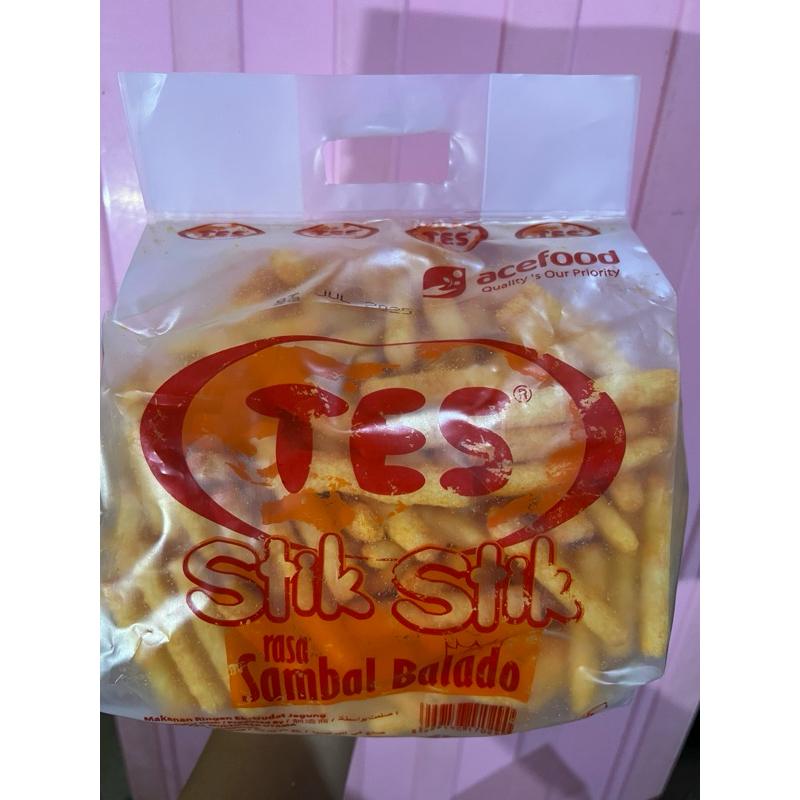 TES TES TES TES
acefood
Quality's Our Priority
JUL 2025
TES®
Stik Stik
rasa
Sambal Balado
Makanan Ringan Ekstrudat Jagung